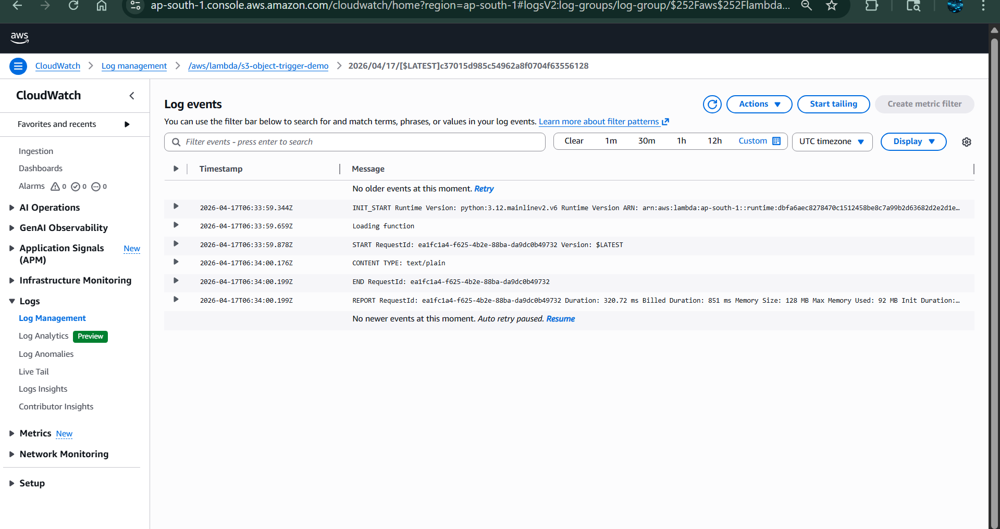 ap-south-1.console.aws.amazon.com/cloudwatch/home?region=ap-south-1#logsV2:log-groups/log-group/$252Faws$252Flambda...
aws
CloudWatch > Log management > /aws/lambda/s3-object-trigger-demo > 2026/04/17/[$LATEST]c37015d985c54962a8f0704f63556128
CloudWatch
Favorites and recents
Ingestion
Dashboards
Alarms 0 0 0
AI Operations
GenAI Observability
Application Signals (APM) New
Infrastructure Monitoring
Logs
Log Management
Log Analytics Preview
Log Anomalies
Live Tail
Logs Insights
Contributor Insights
Metrics New
Network Monitoring
Setup
Log events
Actions Start tailing Create metric filter
You can use the filter bar below to search for and match terms, phrases, or values in your log events. Learn more about filter patterns
Filter events - press enter to search
Clear 1m 30m 1h 12h Custom UTC timezone Display
Timestamp Message
No older events at this moment. Retry
2026-04-17T06:33:59.344Z INIT_START Runtime Version: python:3.12.mainlinev2.v6 Runtime Version ARN: arn:aws:lambda:ap-south-1::runtime:dbfa6aec8278470c1512458be8c7a99b2d63682d2e2d1e…
2026-04-17T06:33:59.659Z Loading function
2026-04-17T06:33:59.878Z START RequestId: ea1fc1a4-f625-4b2e-88ba-da9dc0b49732 Version: $LATEST
2026-04-17T06:34:00.176Z CONTENT TYPE: text/plain
2026-04-17T06:34:00.199Z END RequestId: ea1fc1a4-f625-4b2e-88ba-da9dc0b49732
2026-04-17T06:34:00.199Z REPORT RequestId: ea1fc1a4-f625-4b2e-88ba-da9dc0b49732 Duration: 320.72 ms Billed Duration: 851 ms Memory Size: 128 MB Max Memory Used: 92 MB Init Duration:…
No newer events at this moment. Auto retry paused. Resume